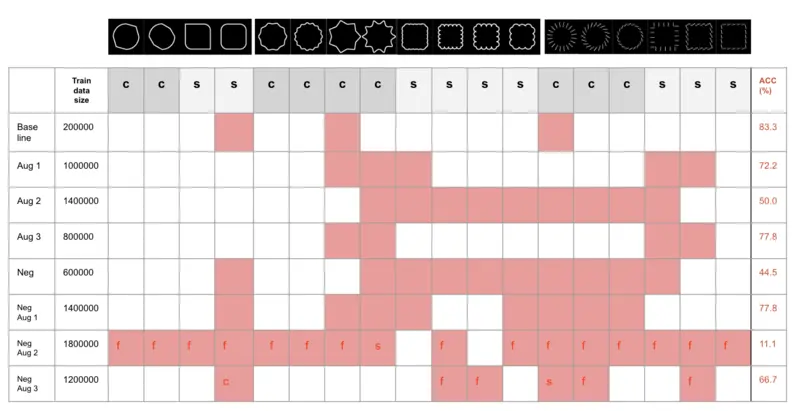 Train
data
size
c c s s c c c c s s s s c c c s s s
ACC
(%)
Base
line
200000
83.3
Aug 1 1000000 72.2
Aug 2 1400000 50.0
Aug 3 800000 77.8
Neg 600000 44.5
Neg
Aug 1
1400000 77.8
Neg
Aug 2
1800000 f f f f f f f s f f f f f f f f 11.1
Neg
Aug 3
1200000 c f f s f f 66.7